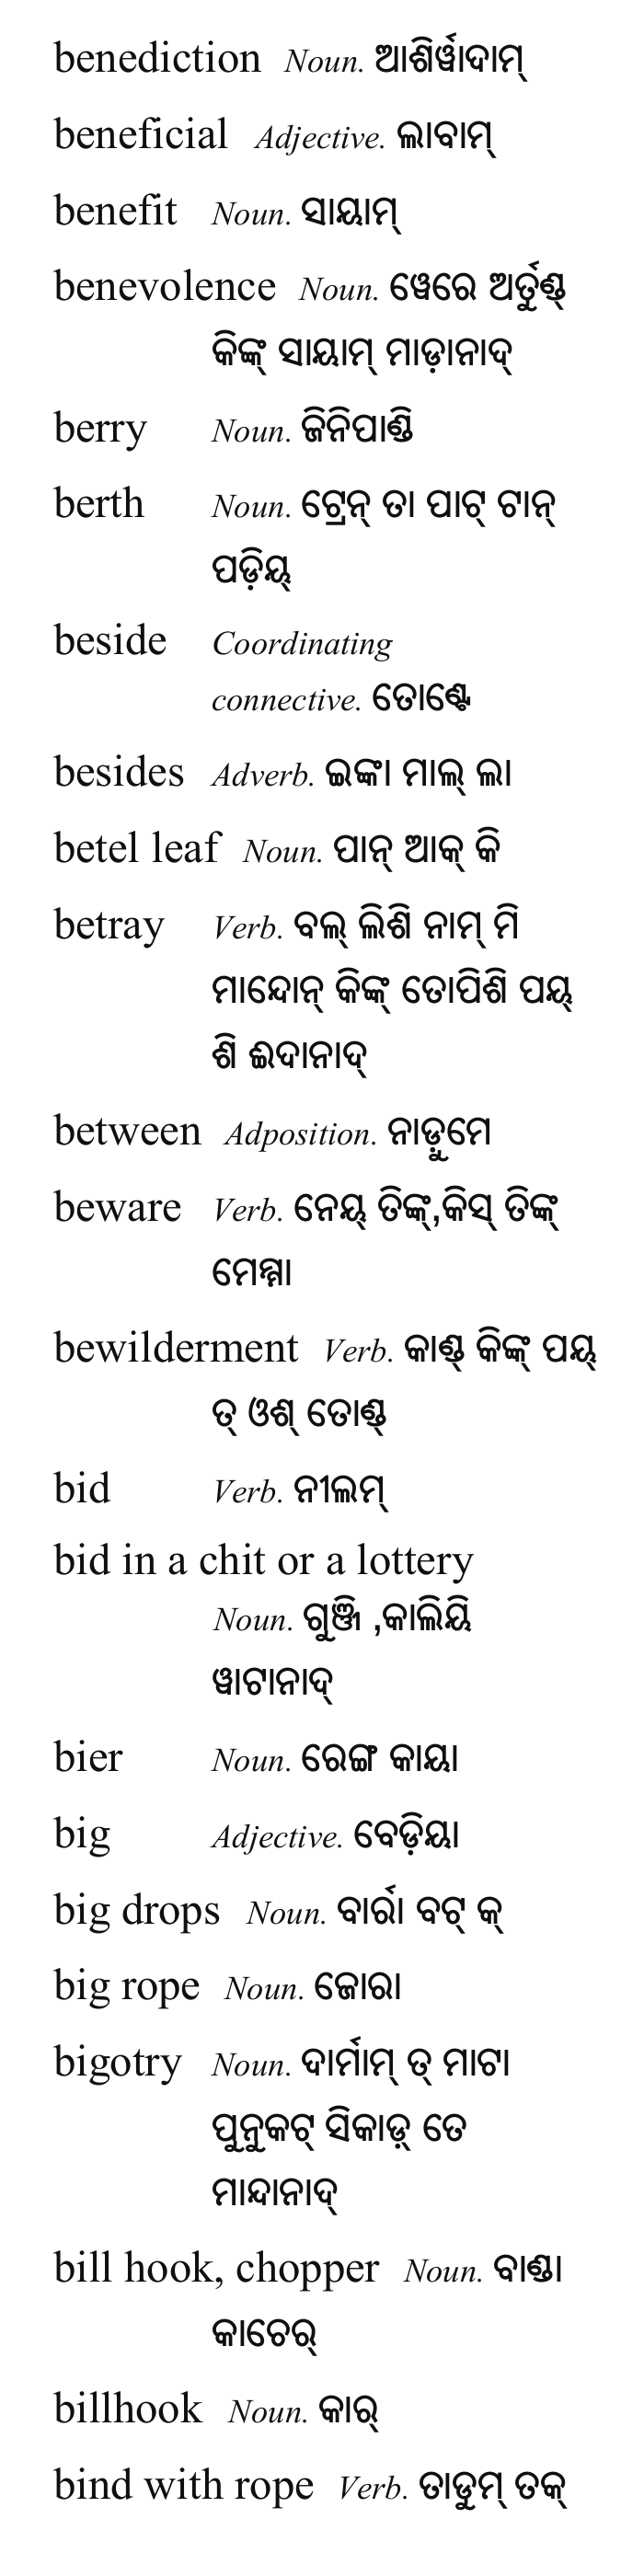 benediction Noun. ଆଶିର୍ୱାଦାମ୍
beneficial Adjective. ଲାବାମ୍
benefit Noun. ସାୟାମ୍
benevolence Noun. ୱେରେ ଅର୍ତୁଣ୍ଡ୍
କିଙ୍କ୍ ସାୟାମ୍ ମାଡ଼ାନାଦ୍
berry Noun. ଜିନିପାଣ୍ଡି
berth Noun. ଟ୍ରେନ୍ ତା ପାଟ୍ ଟାନ୍
ପଡ଼ିୟ୍
beside Coordinating
connective. ତୋଣ୍ଟେ
besides Adverb. ଇଙ୍କା ମାଲ୍ ଲା
betel leaf Noun. ପାନ୍ ଆକ୍ କି
betray Verb. ବଲ୍ ଲିଶି ନାମ୍ ମି
ମାନ୍ଦୋନ୍ କିଙ୍କ୍ ତୋପିଶି ପୟ୍
ଶି ଈଦାନାଦ୍
between Adposition. ନାଡ଼ୁମେ
beware Verb. ନେୟ୍ ତିଙ୍କ୍,କିସ୍ ତିଙ୍କ୍
bewilderment Verb. କାଣ୍ଡ୍ କିଙ୍କ୍ ପୟ୍
ତ୍ ଓଶ୍ ତୋଣ୍ଡ୍
bid Verb. ନୀଲମ୍
bid in a chit or a lottery
Noun. ଗୁଞ୍ଜି ,କାଲିୟି
ୱାଟାନାଦ୍
bier Noun. ରେଙ୍ଗ କାୟା
big Adjective. ବେଡ଼ିୟା
big drops Noun. ବାର୍ରା ବଟ୍ କ୍
big rope Noun. ଜୋରା
bigotry Noun. ଦାର୍ମାମ୍ ତ୍ ମାଟା
ପୁନୁକଟ୍ ସିକାଡ଼୍ ତେ
ମାନ୍ଦାନାଦ୍
bill hook, chopper Noun. ବାଣ୍ଡା
କାଚେର୍
billhook Noun. କାର୍
bind with rope Verb. ତାଡୁମ୍ ତକ୍